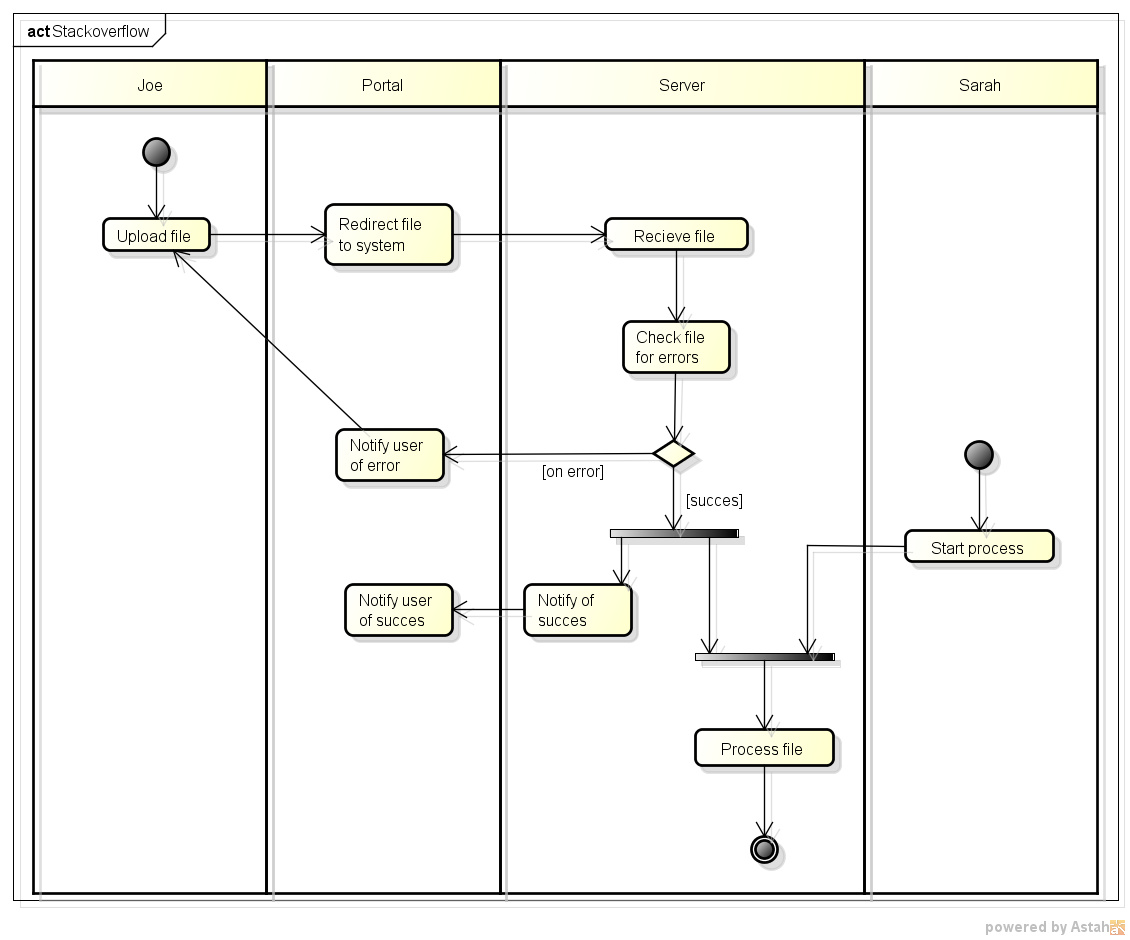 act Stackoverflow
Joe
Portal
Server
Sarah
Upload file
Redirect file
to system
Recieve file
Check file
for errors
Notify user
of error
[on error]
[succes]
Start process
Notify user
of succes
Notify of
succes
Process file
powered by Astah